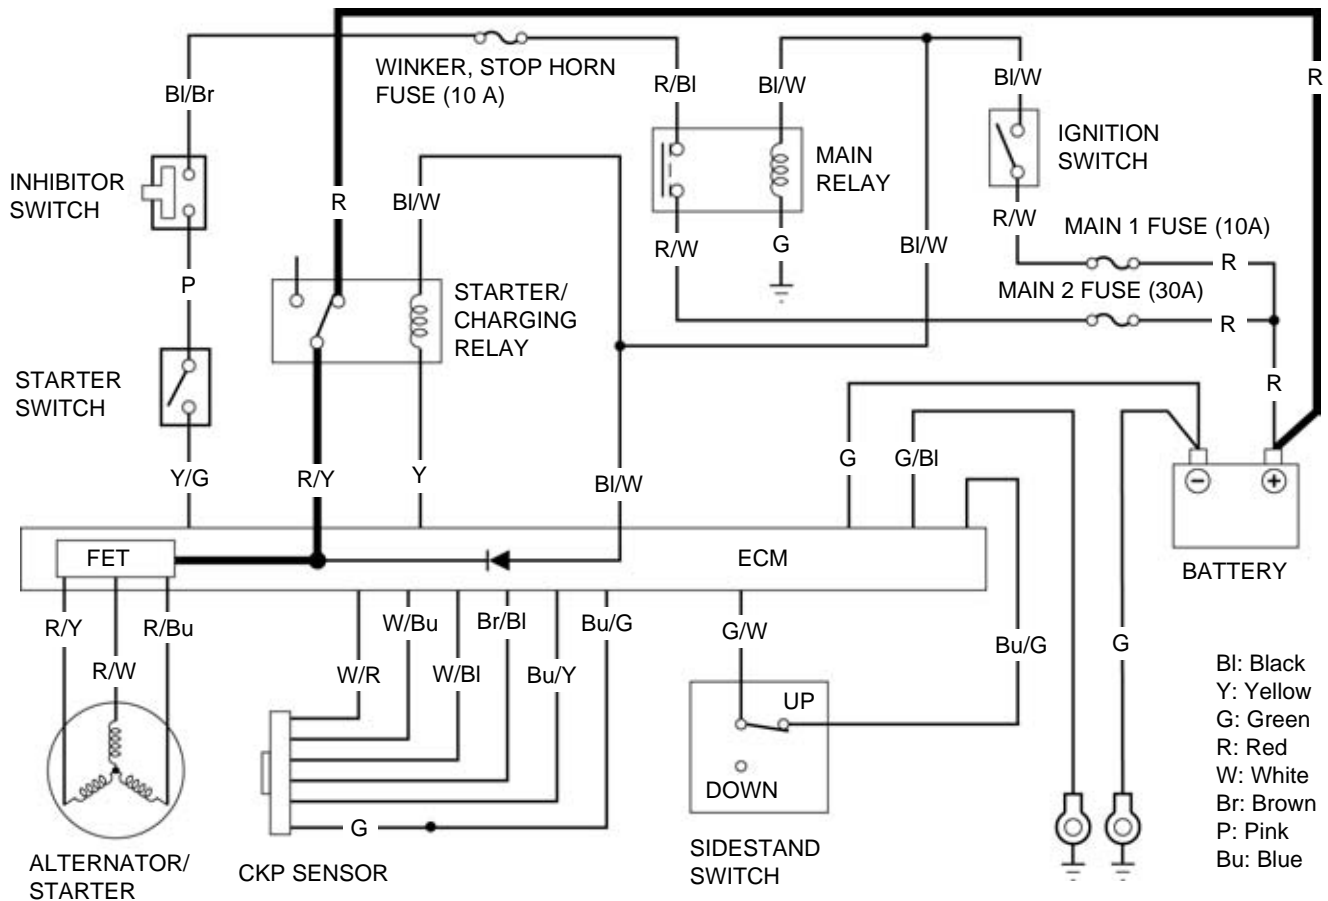 WINKER, STOP HORN
FUSE (10 A)
Bl/Br
R/Bl
Bl/W
Bl/W
R
INHIBITOR
SWITCH
MAIN
RELAY
IGNITION
SWITCH
R
Bl/W
R/W
G
Bl/W
R/W
MAIN 1 FUSE (10A)
R
P
STARTER/
CHARGING
RELAY
MAIN 2 FUSE (30A)
R
STARTER
SWITCH
R
Y/G
R/Y
Y
Bl/W
G
G/Bl
−
+
FET
ECM
BATTERY
R/Y
R/Bu
R/W
W/Bu
Br/Bl
Bu/G
W/R
W/Bl
Bu/Y
G/W
Bu/G
G
UP
DOWN
G
ALTERNATOR/
STARTER
CKP SENSOR
SIDESTAND
SWITCH
Bl: Black
Y: Yellow
G: Green
R: Red
W: White
Br: Brown
P: Pink
Bu: Blue